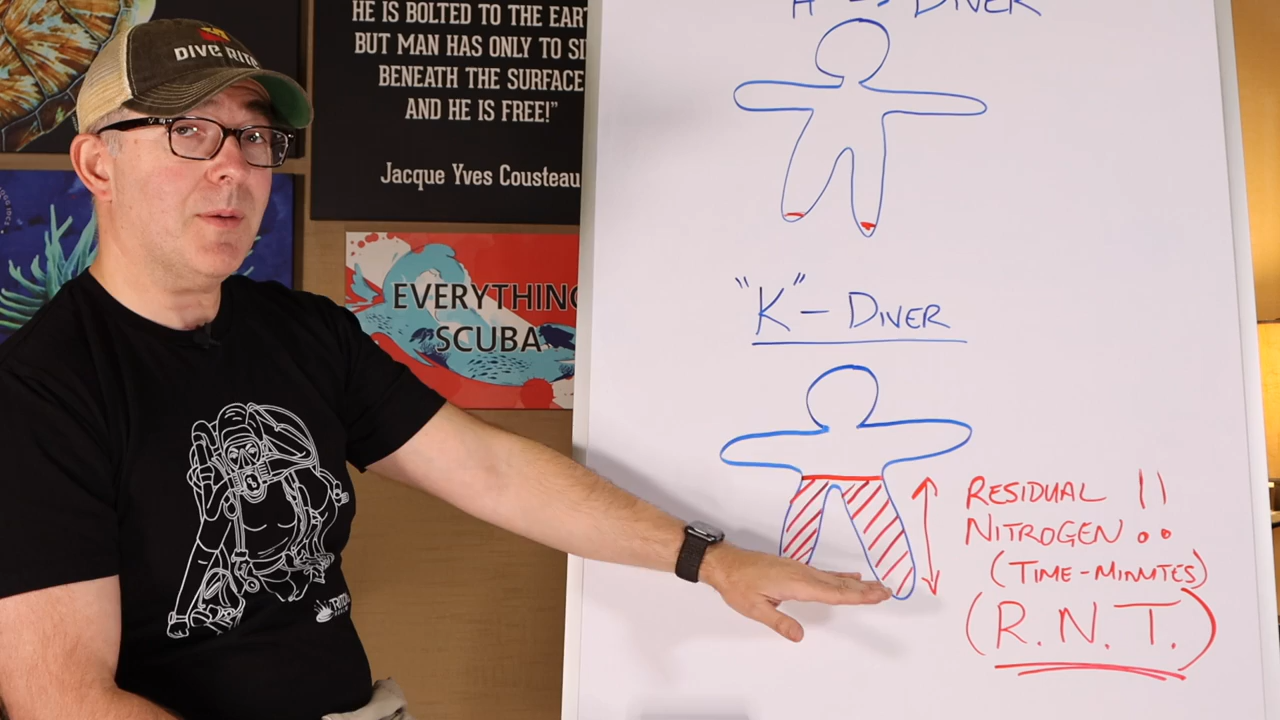 DIVE RITE
HE IS BOLTED TO THE EART
BUT MAN HAS ONLY TO SI
BENEATH THE SURFACE
AND HE IS FREE!”
Jacque Yves Cousteau
EVERYTHING
SCUBA
DIVER
"K" - DIVER
RESIDUAL !!
NITROGEN
(TIME-MINUTES)
(R.N.T.)